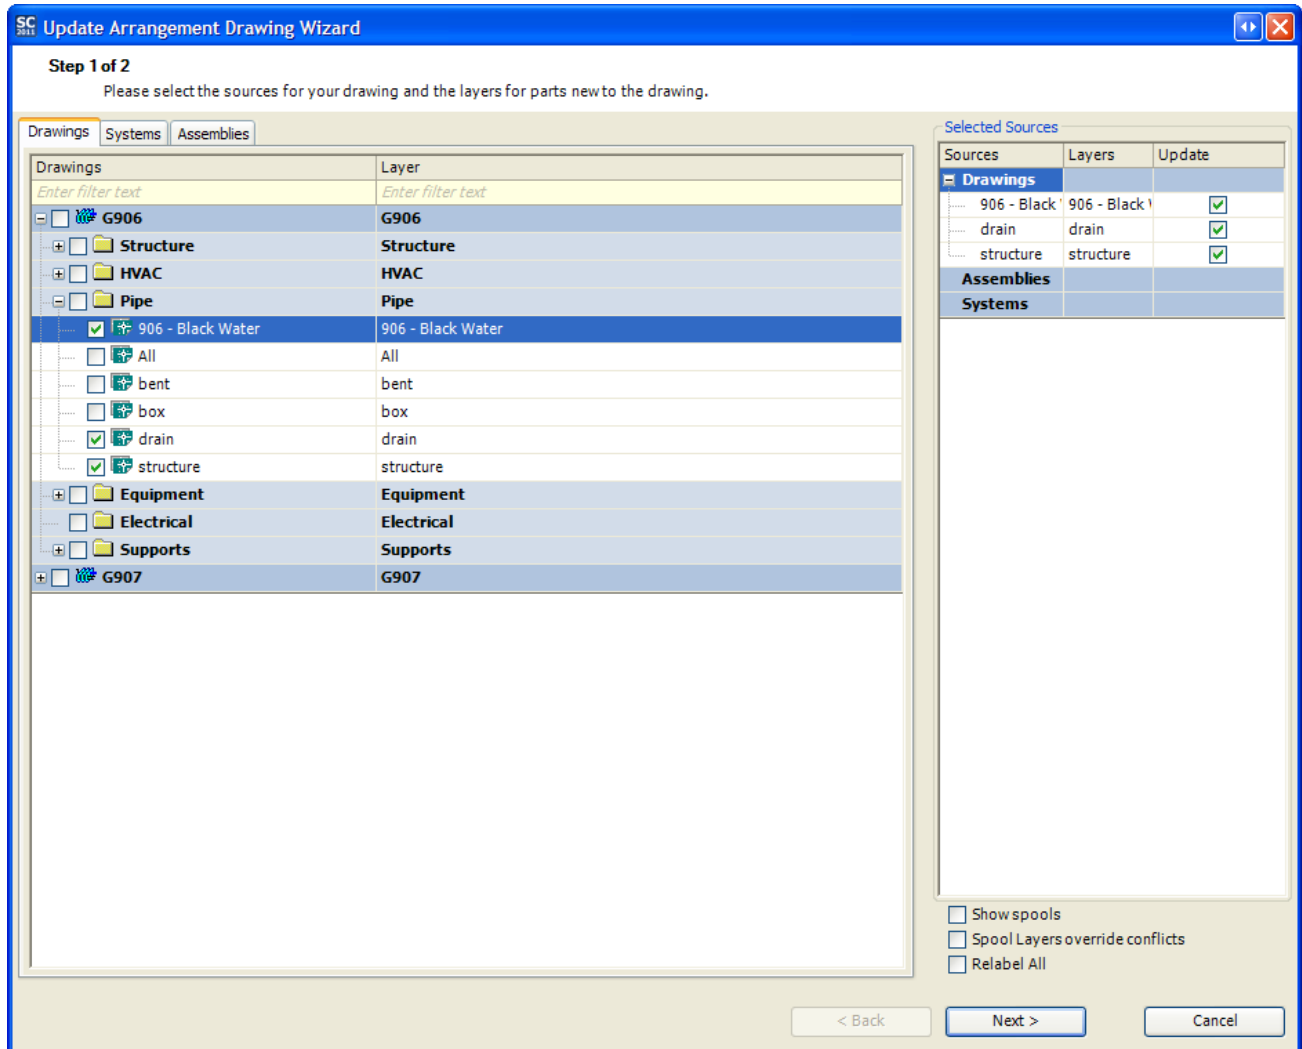 SC 2011 Update Arrangement Drawing Wizard
Step 1 of 2
Please select the sources for your drawing and the layers for parts new to the drawing.
Drawings Systems Assemblies
Drawings Layer
Enter filter text Enter filter text
G906 G906
Structure Structure
HVAC HVAC
Pipe Pipe
906 - Black Water 906 - Black Water
All All
bent bent
box box
drain drain
structure structure
Equipment Equipment
Electrical Electrical
Supports Supports
G907 G907
Selected Sources
Sources Layers Update
Drawings
906 - Black 906 - Black
drain drain
structure structure
Assemblies
Systems
Show spools
Spool Layers override conflicts
Relabel All
< Back Next > Cancel